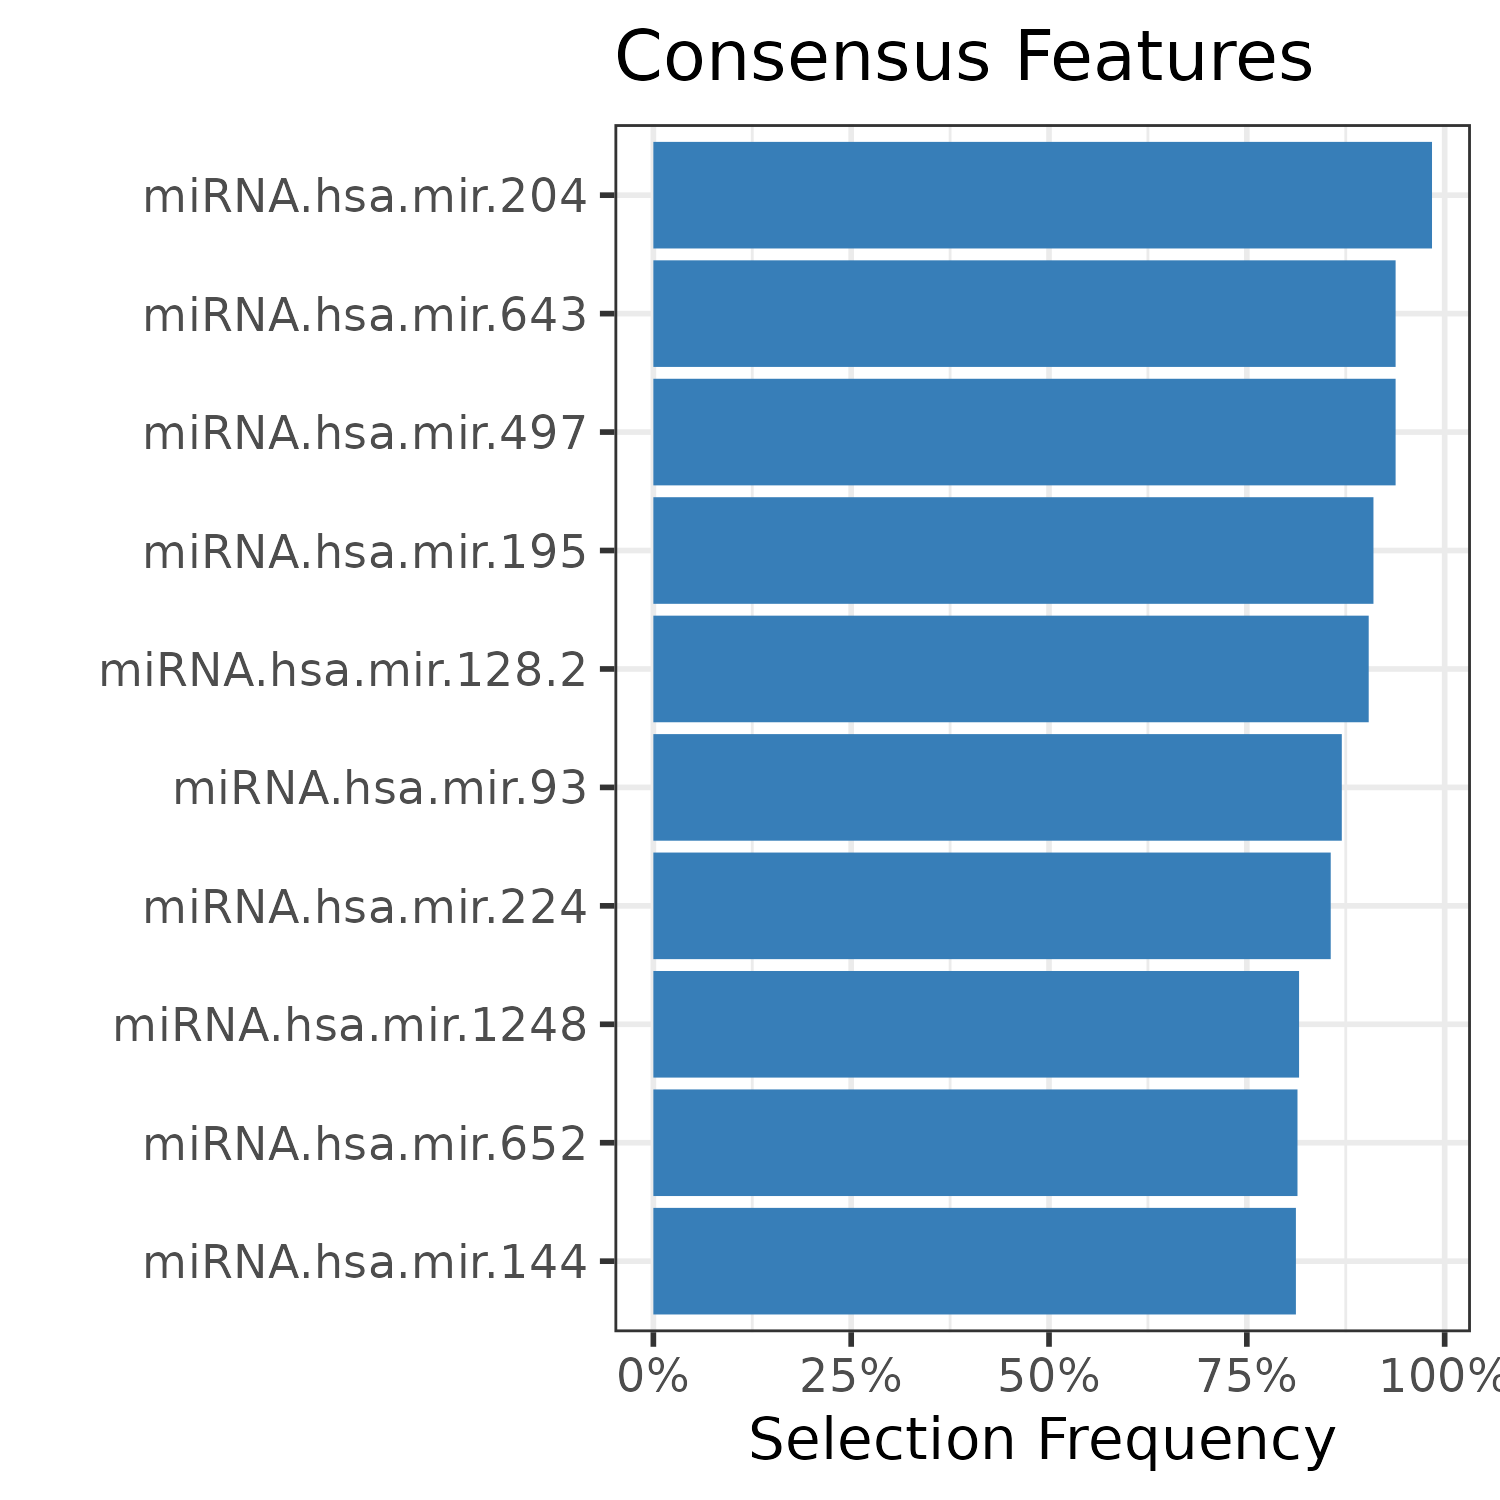 Consensus Features
miRNA.hsa.mir.204
miRNA.hsa.mir.643
miRNA.hsa.mir.497
miRNA.hsa.mir.195
miRNA.hsa.mir.128.2
miRNA.hsa.mir.93
miRNA.hsa.mir.224
miRNA.hsa.mir.1248
miRNA.hsa.mir.652
miRNA.hsa.mir.144
0% 25% 50% 75% 100%
Selection Frequency